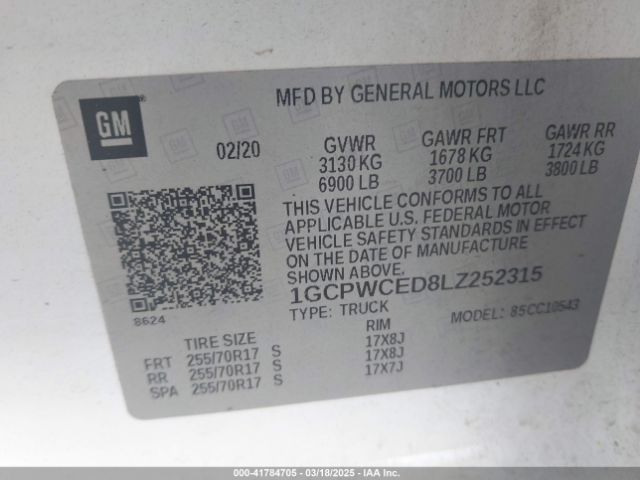 GM
MFD BY GENERAL MOTORS LLC
02/20 GVWR GAWR FRT GAWR RR
3130 KG 1678 KG 1724 KG
6900 LB 3700 LB 3800 LB
THIS VEHICLE CONFORMS TO ALL
APPLICABLE U.S. FEDERAL MOTOR
VEHICLE SAFETY STANDARDS IN EFFECT
ON THE DATE OF MANUFACTURE
SHOWN ABOVE.
1GCPWCED8LZ252315
8624
TYPE: TRUCK MODEL: 85CC10543
TIRE SIZE RIM
FRT 255/70R17 S 17X8J
RR 255/70R17 S 17X8J
SPA 255/70R17 S 17X7J
000-41784705 — 03/18/2025 — IAAI.COM